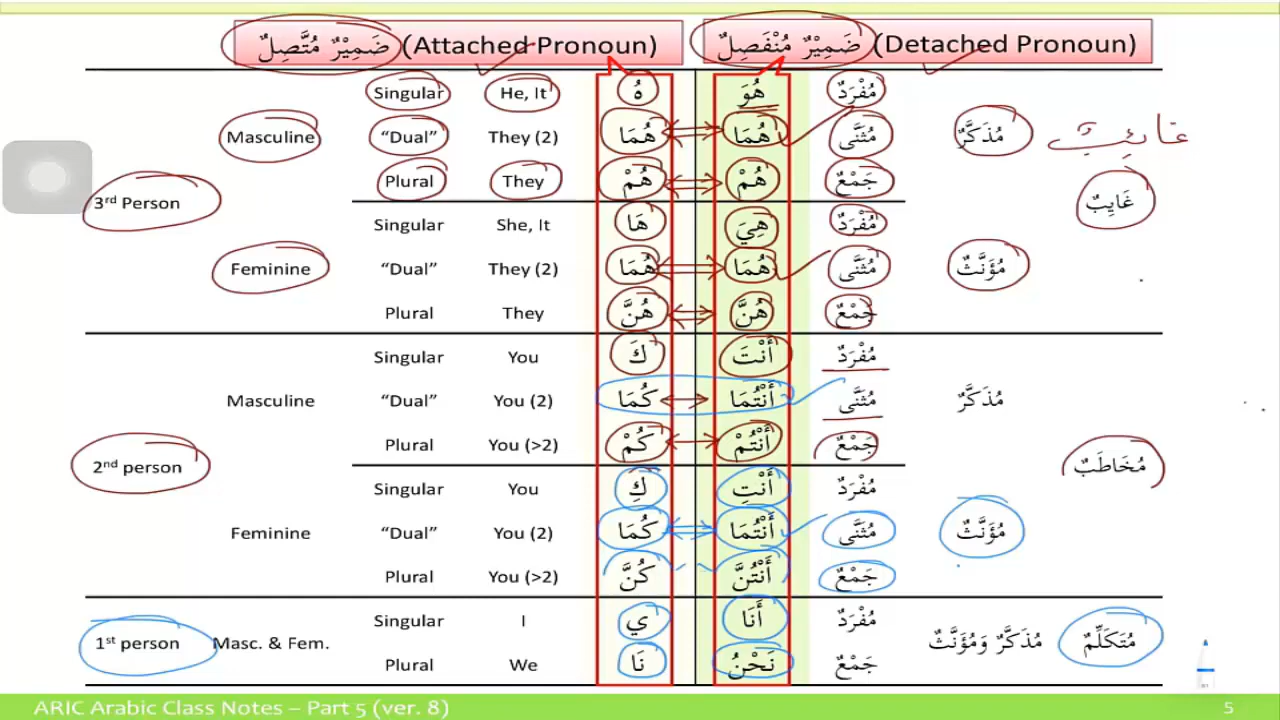 ضَمِيْرٌ مُتَّصِلٌ (Attached Pronoun) ضَمِيْرٌ مُنْفَصِلٌ (Detached Pronoun)
Singular He, It هُ هُوَ مُفْرَدٌ
Masculine “Dual” They (2) هُمَا هُمَا مُثَنَّى مُذَكَّرٌ غَائِبٌ
Plural They هُمْ هُمْ جَمْعٌ
3rd Person غَايِبٌ
Singular She, It هَا هِيَ مُفْرَدٌ
Feminine “Dual” They (2) هُمَا هُمَا مُثَنَّى مُؤَنَّثٌ
Plural They هُنَّ هُنَّ جَمْعٌ
Singular You كَ أَنْتَ مُفْرَدٌ
Masculine “Dual” You (2) كُمَا أَنْتُمَا مُثَنَّى مُذَكَّرٌ
Plural You (>2) كُمْ أَنْتُمْ جَمْعٌ
2nd person مُخَاطَبٌ
Singular You كِ أَنْتِ مُفْرَدٌ
Feminine “Dual” You (2) كُمَا أَنْتُمَا مُثَنَّى مُؤَنَّثٌ
Plural You (>2) كُنَّ أَنْتُنَّ جَمْعٌ
Singular I ي أَنَا مُفْرَدٌ
1st person Masc. & Fem. مُذَكَّرٌ وَمُؤَنَّثٌ مُتَكَلِّمٌ
Plural We نَا نَحْنُ جَمْعٌ
ARIC Arabic Class Notes – Part 5 (ver. 8) 5